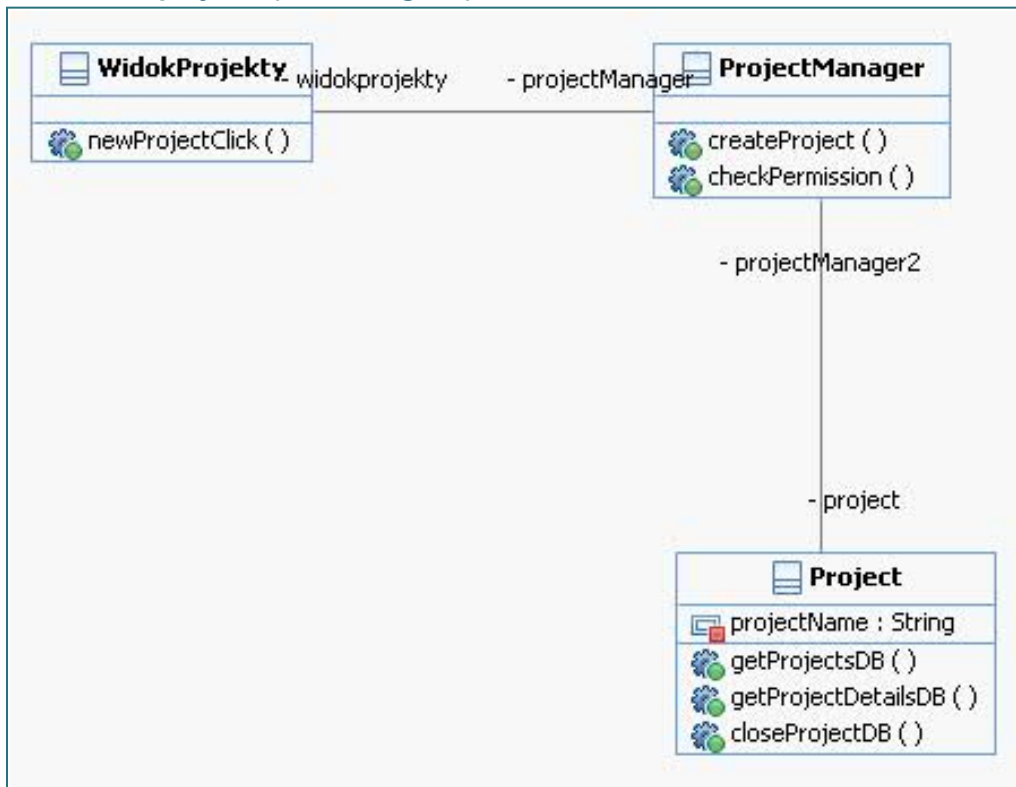 WidokProjekty
- widokprojekty
- projectManager
ProjectManager
newProjectClick ( )
createProject ( )
checkPermission ( )
- projectManager2
- project
Project
projectName : String
getProjectsDB ( )
getProjectDetailsDB ( )
closeProjectDB ( )